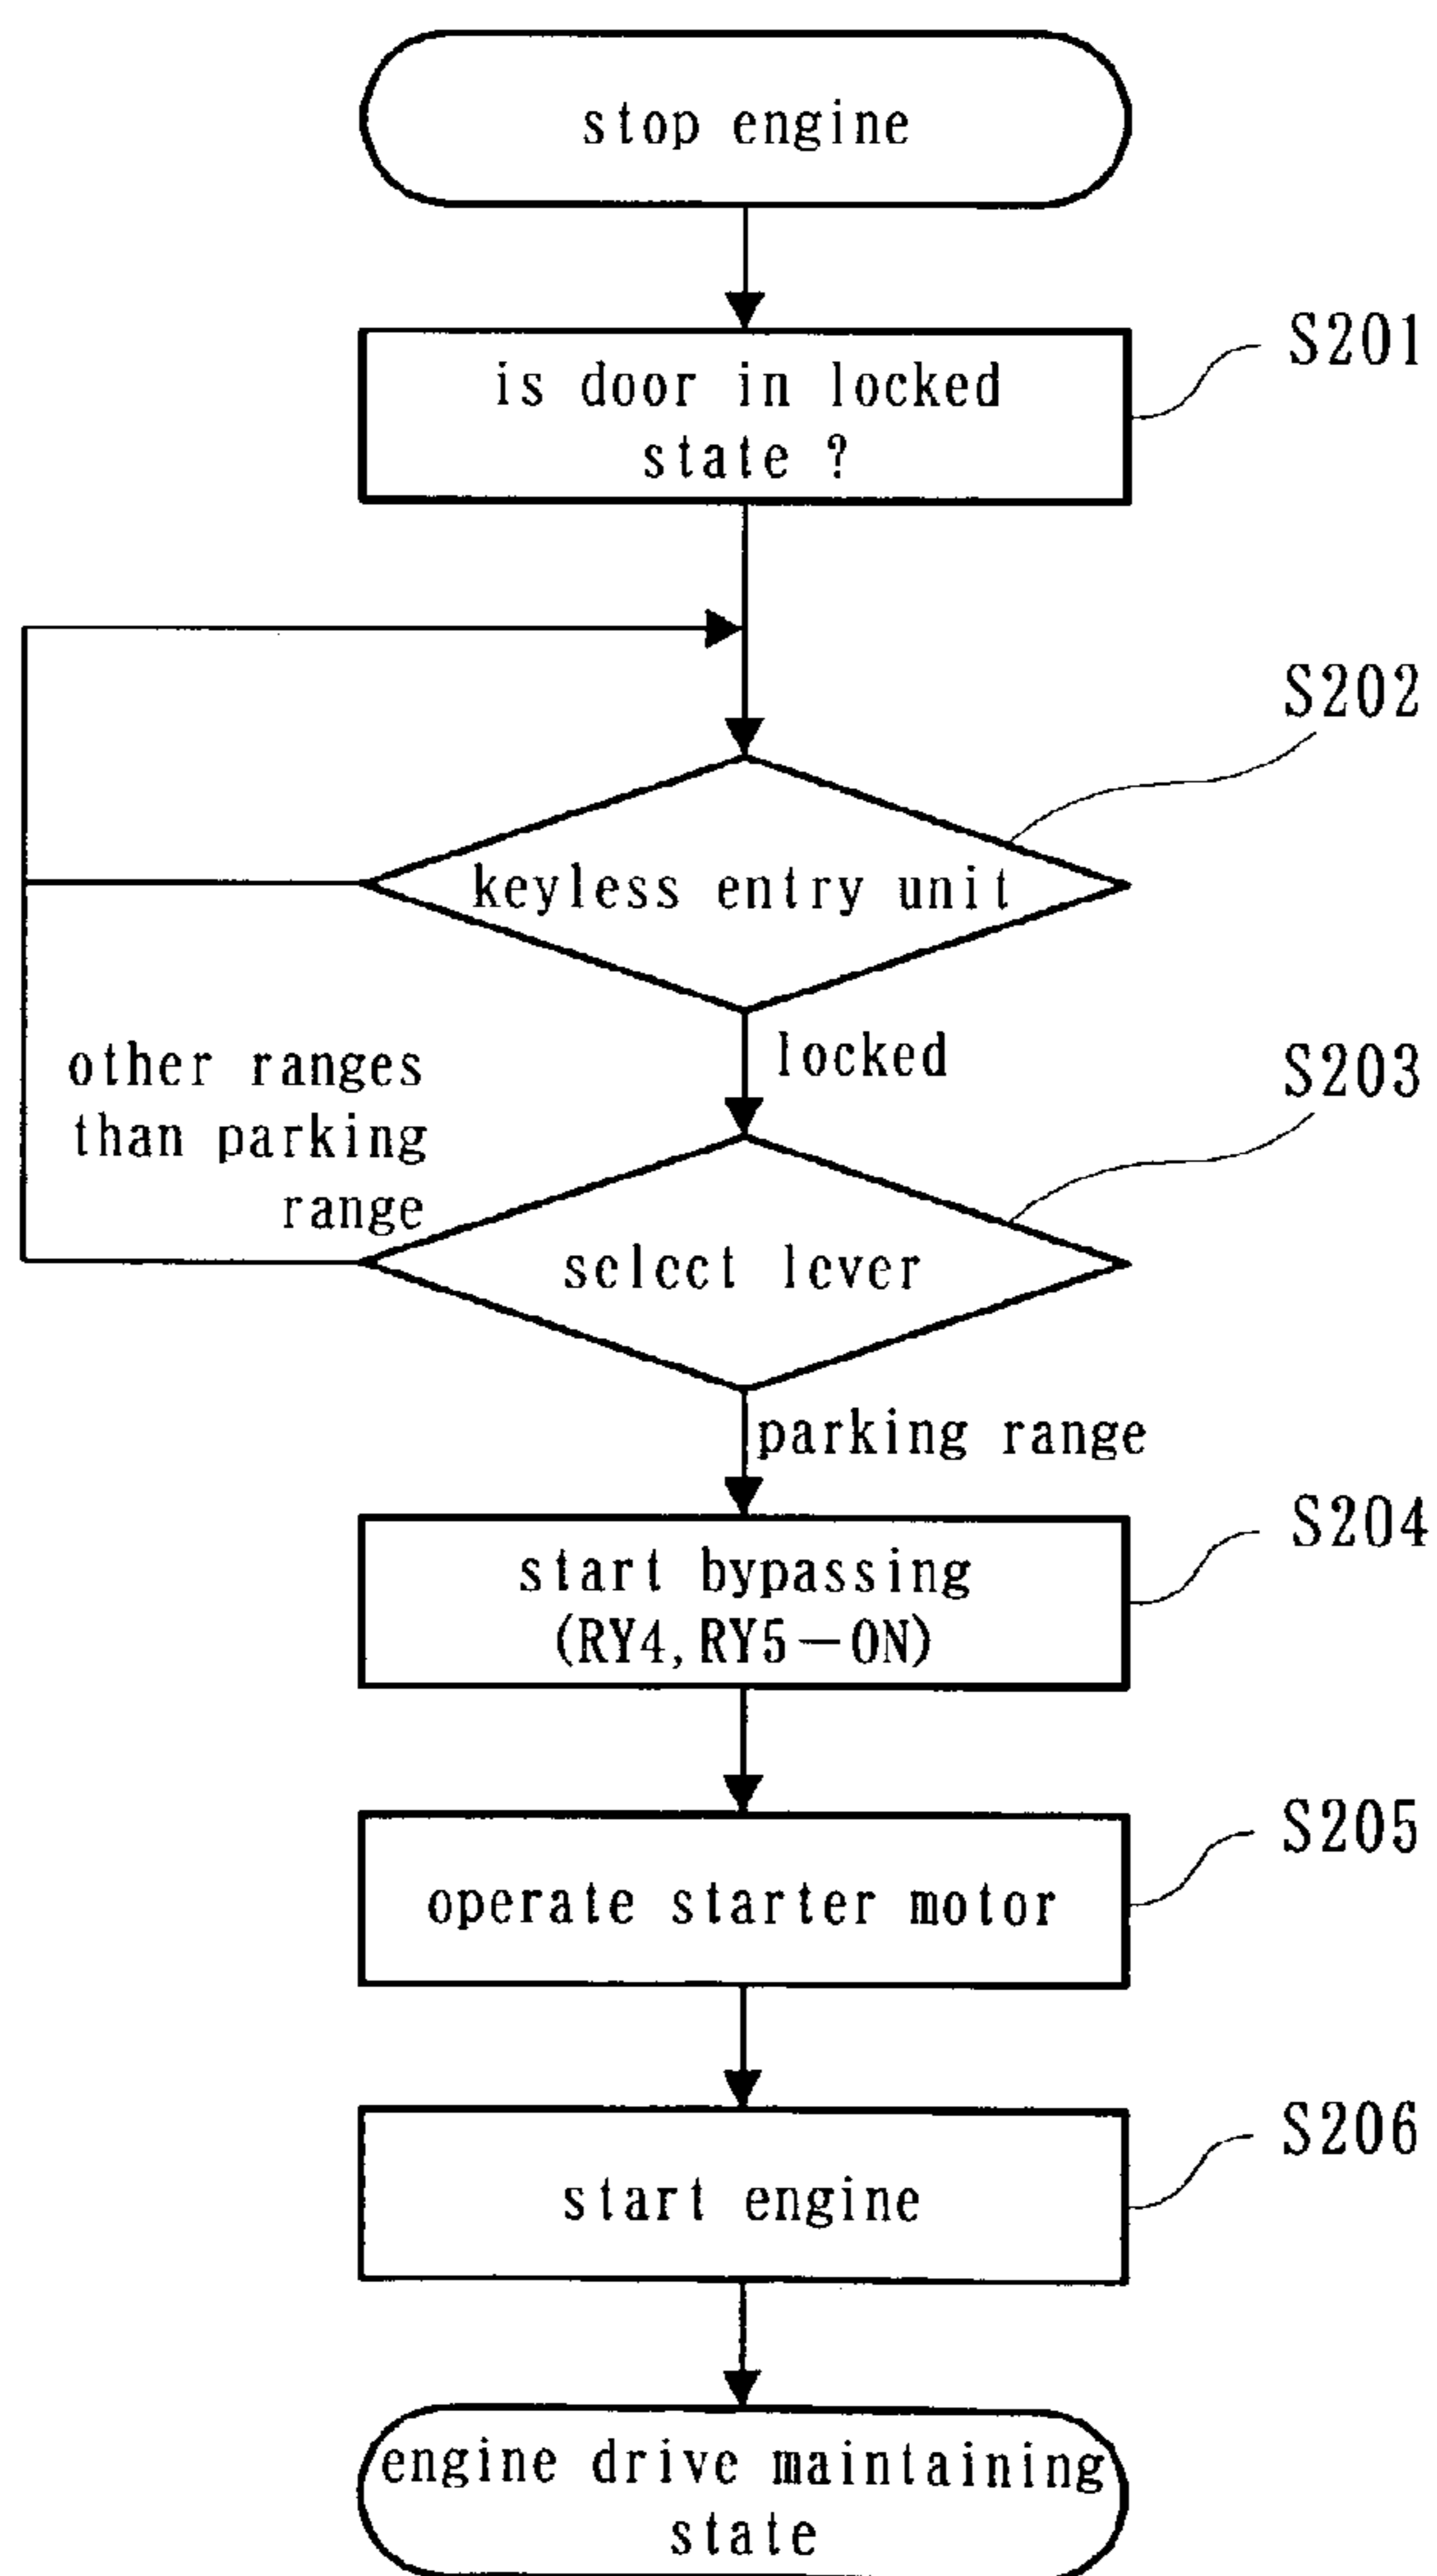 stop engine
S201
is door in locked
state ?
S202
keyless entry unit
locked
S203
other ranges
than parking
range
select lever
parking range
S204
start bypassing
(RY4, RY5—ON)
S205
operate starter motor
S206
start engine
engine drive maintaining
state